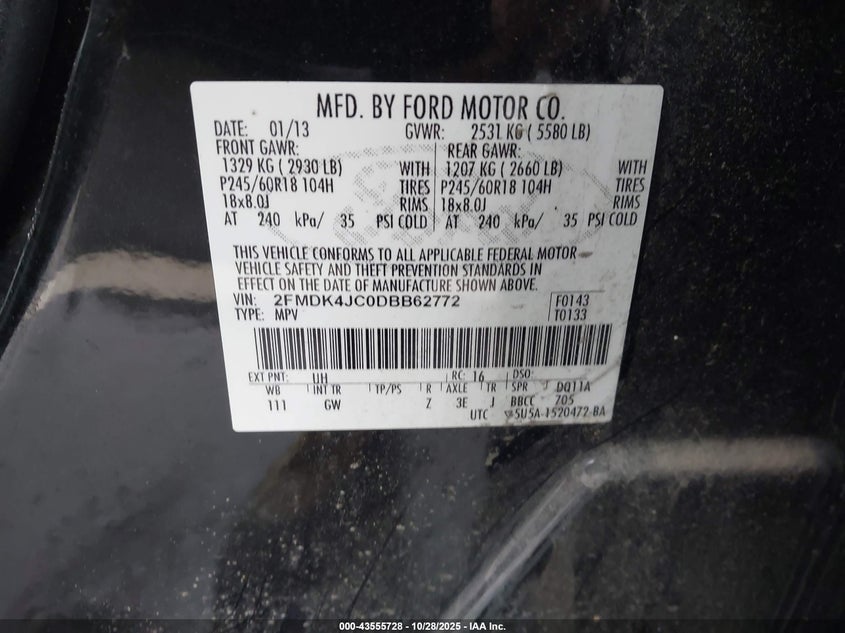 MFD. BY FORD MOTOR CO.
DATE: 01/13 GVWR: 2531 KG ( 5580 LB)
FRONT GAWR: REAR GAWR:
1329 KG ( 2930 LB) WITH 1207 KG ( 2660 LB) WITH
P245/60R18 104H TIRES P245/60R18 104H TIRES
18x8.0J RIMS 18x8.0J RIMS
AT 240 kPa/ 35 PSI COLD AT 240 kPa/ 35 PSI COLD
THIS VEHICLE CONFORMS TO ALL APPLICABLE FEDERAL MOTOR
VEHICLE SAFETY AND THEFT PREVENTION STANDARDS IN
EFFECT ON THE DATE OF MANUFACTURE SHOWN ABOVE.
VIN: 2FMDK4JC0DBB62772 F0143
TYPE: MPV T0133
EXT PNT: UH RC: 16 DSO:
WB INT TR TP/PS R AXLE TR SPR DQ11A
111 GW Z 3E J BBCC 705
UTC 5U5A-1520472-BA
000-43555728 - 10/28/2025 - IAA Inc.